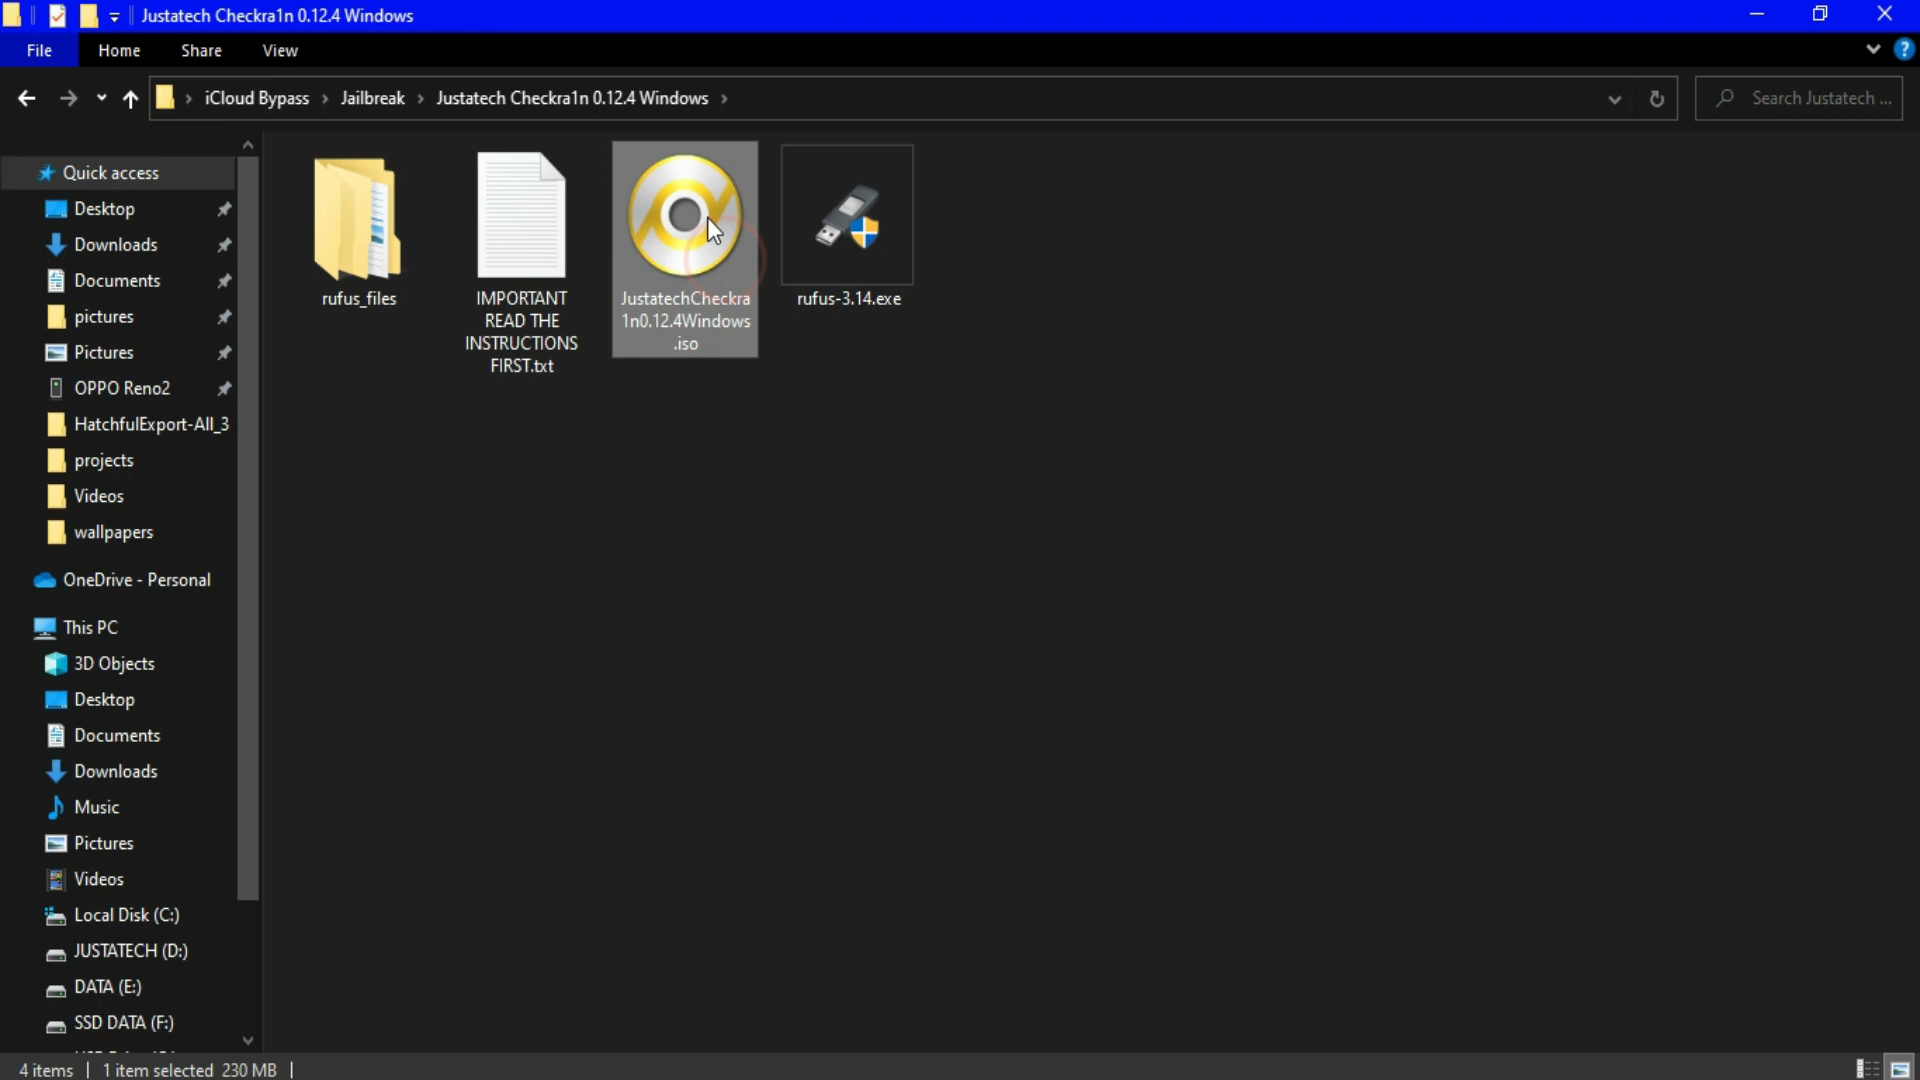 Justatech Checkra1n 0.12.4 Windows
File Home Share View
iCloud Bypass Jailbreak Justatech Checkra1n 0.12.4 Windows
Search Justatech ...
Quick access
Desktop
Downloads
Documents
pictures
Pictures
OPPO Reno2
HatchfulExport-All_3
projects
Videos
wallpapers
OneDrive - Personal
This PC
3D Objects
Desktop
Documents
Downloads
Music
Pictures
Videos
Local Disk (C:)
JUSTATECH (D:)
DATA (E:)
SSD DATA (F:)
rufus_files
IMPORTANT
READ THE
INSTRUCTIONS
FIRST.txt
JustatechCheckra
1n0.12.4Windows
.iso
rufus-3.14.exe
4 items 1 item selected 230 MB